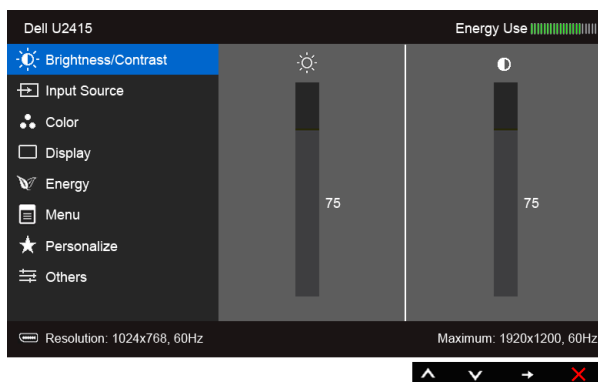 Dell U2415
Energy Use
Brightness/Contrast
Input Source
Color
Display
Energy
Menu
Personalize
Others
75
75
Resolution: 1024x768, 60Hz
Maximum: 1920x1200, 60Hz